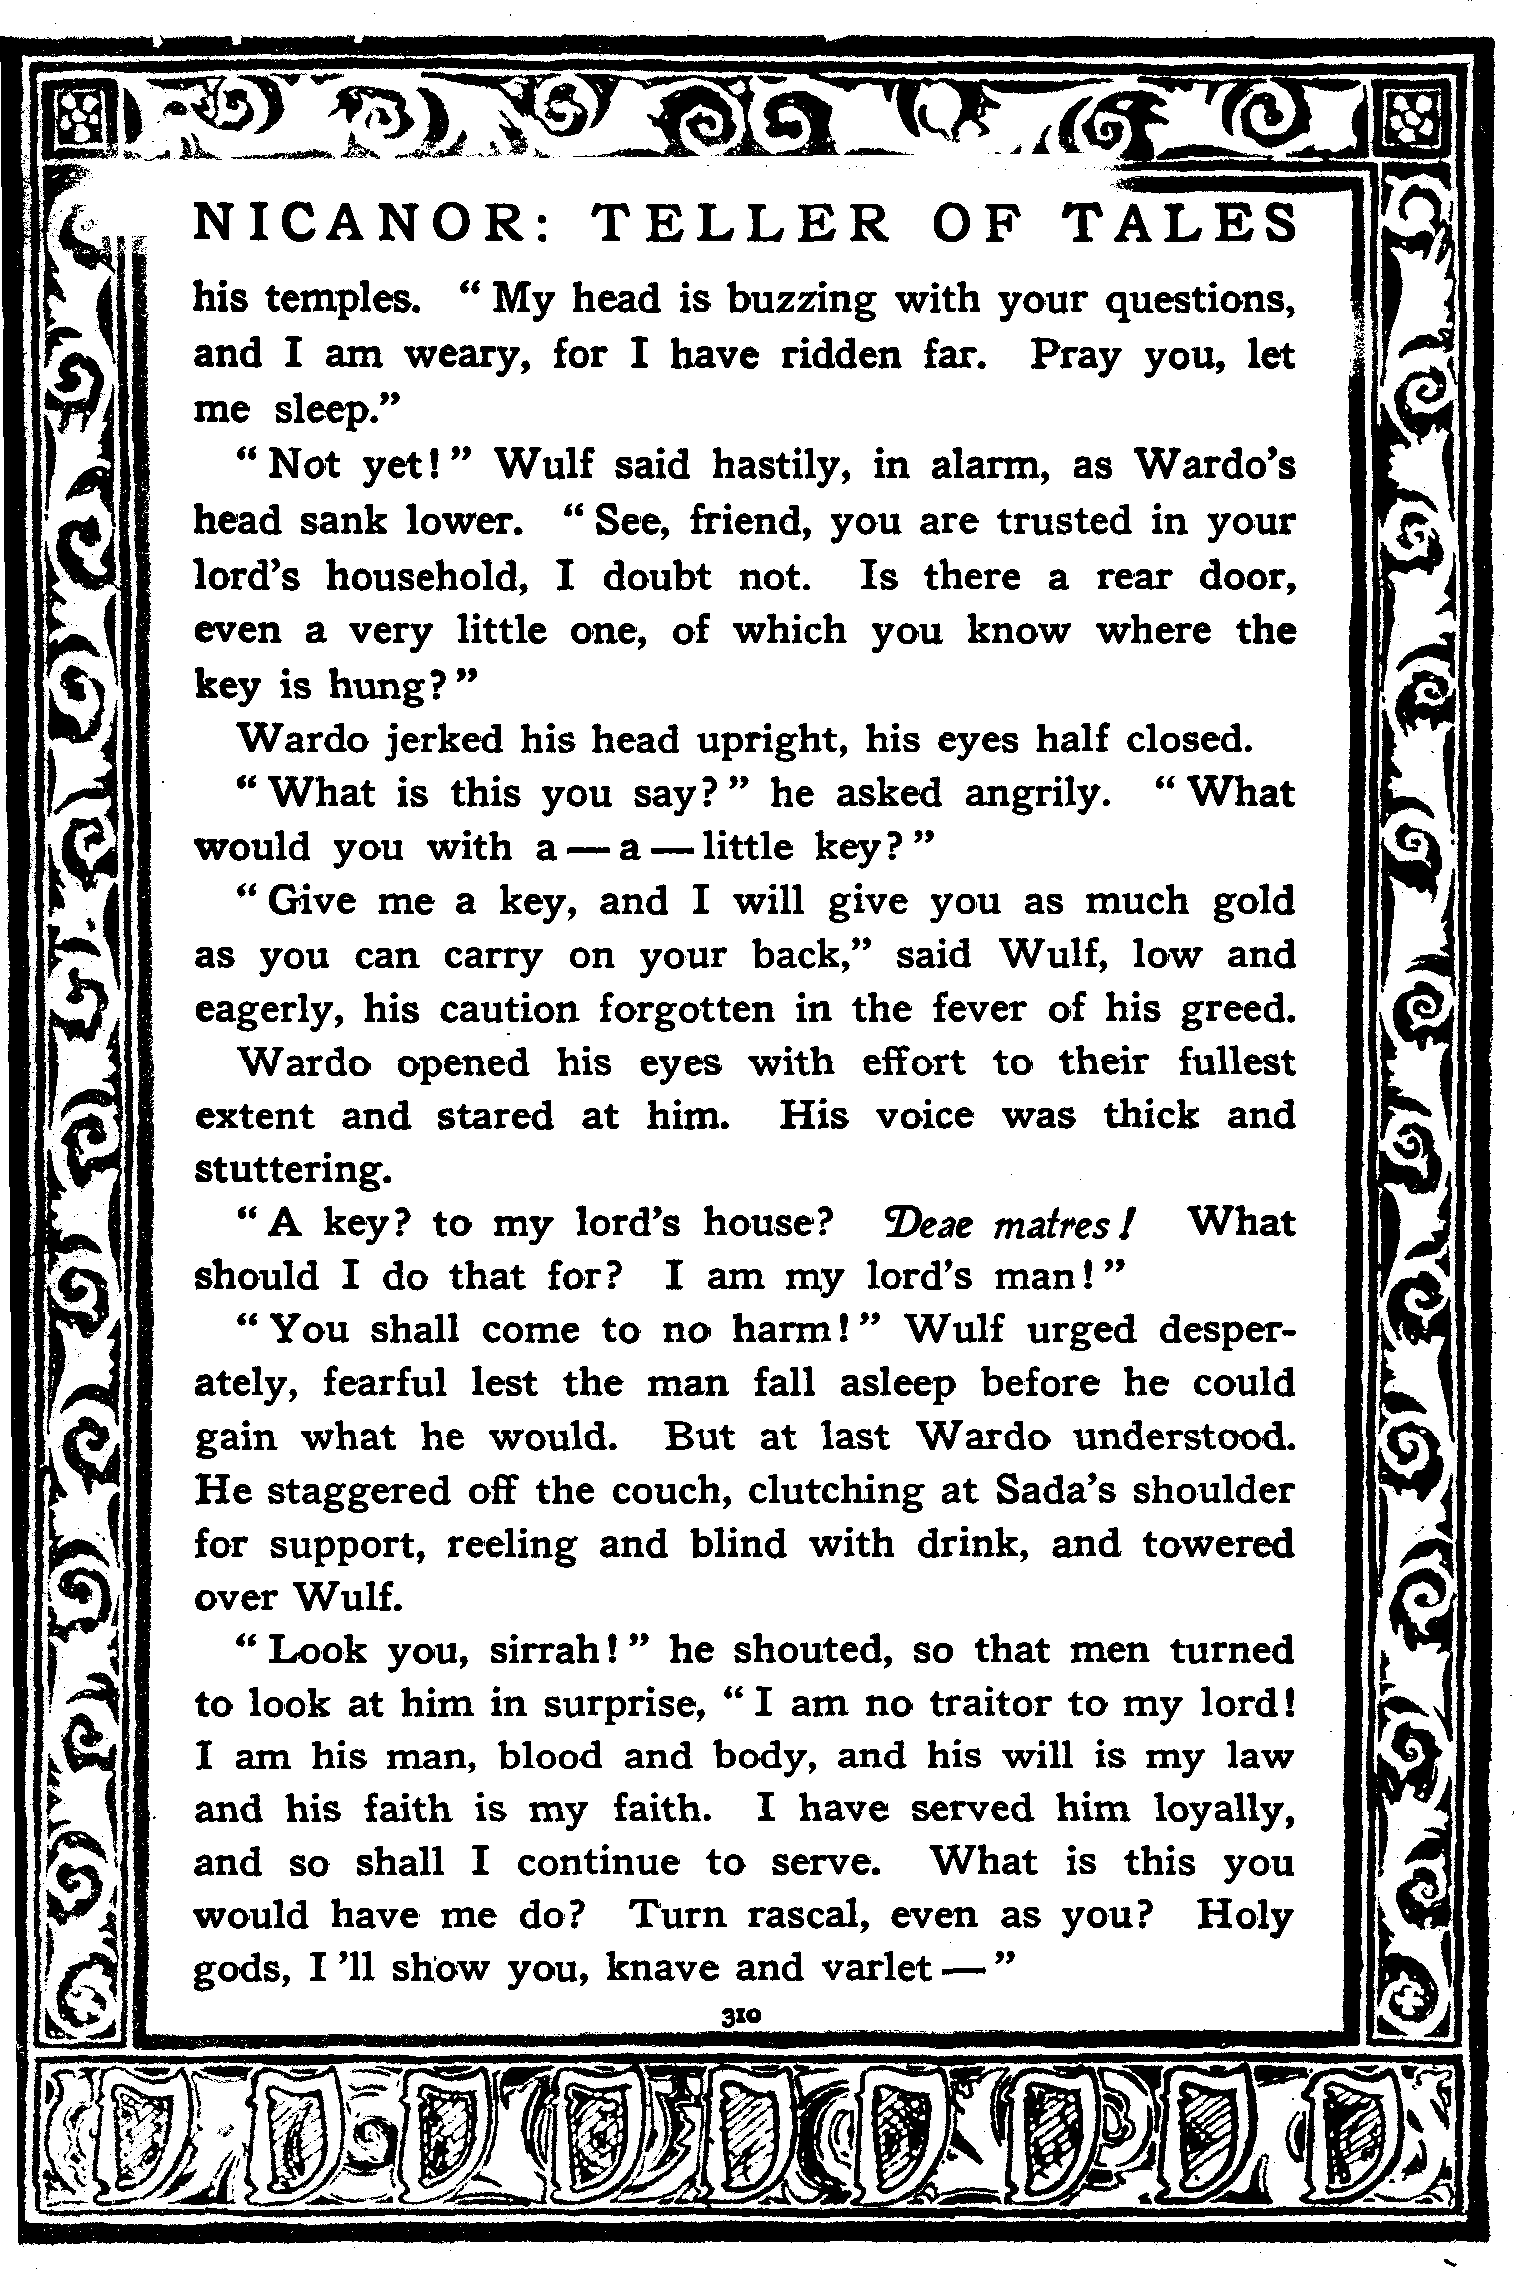 NICANOR: TELLER OF TALES
his temples. “My head is buzzing with your questions,
and I am weary, for I have ridden far. Pray you, let
me sleep.”
“Not yet!” Wulf said hastily, in alarm, as Wardo’s
head sank lower. “See, friend, you are trusted in your
lord’s household, I doubt not. Is there a rear door,
even a very little one, of which you know where the
key is hung?”
Wardo jerked his head upright, his eyes half closed.
“What is this you say?” he asked angrily. “What
would you with a — a — little key?”
“Give me a key, and I will give you as much gold
as you can carry on your back,” said Wulf, low and
eagerly, his caution forgotten in the fever of his greed.
Wardo opened his eyes with effort to their fullest
extent and stared at him. His voice was thick and
stuttering.
“A key? to my lord’s house? Deae matres! What
should I do that for? I am my lord’s man!”
“You shall come to no harm!” Wulf urged desper-
ately, fearful lest the man fall asleep before he could
gain what he would. But at last Wardo understood.
He staggered off the couch, clutching at Sada’s shoulder
for support, reeling and blind with drink, and towered
over Wulf.
“Look you, sirrah!” he shouted, so that men turned
to look at him in surprise, “I am no traitor to my lord!
I am his man, blood and body, and his will is my law
and his faith is my faith. I have served him loyally,
and so shall I continue to serve. What is this you
would have me do? Turn rascal, even as you? Holy
gods, I ’ll show you, knave and varlet — ”
310